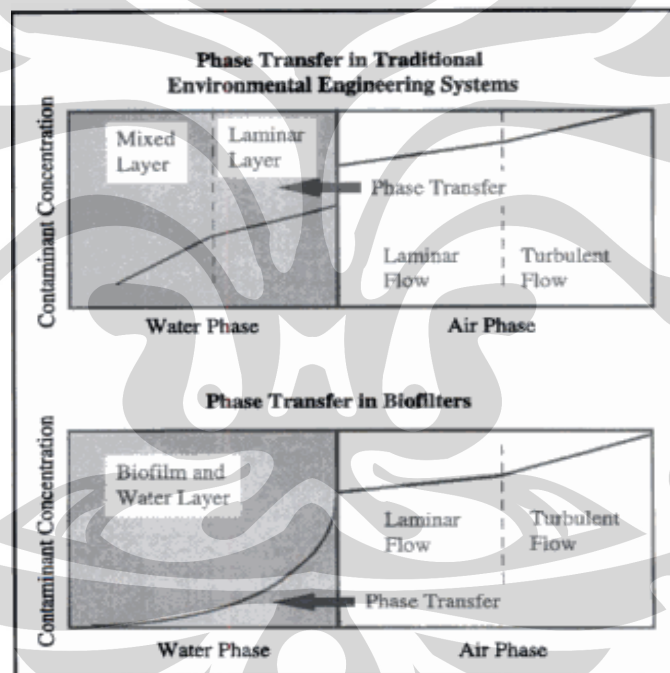 Phase Transfer in Traditional
Environmental Engineering Systems
Contaminant Concentration
Mixed
Layer
Laminar
Layer
Phase Transfer
Laminar
Flow
Turbulent
Flow
Water Phase
Air Phase
Phase Transfer in Biofilters
Contaminant Concentration
Biofilm and
Water Layer
Laminar
Flow
Turbulent
Flow
Phase Transfer
Water Phase
Air Phase